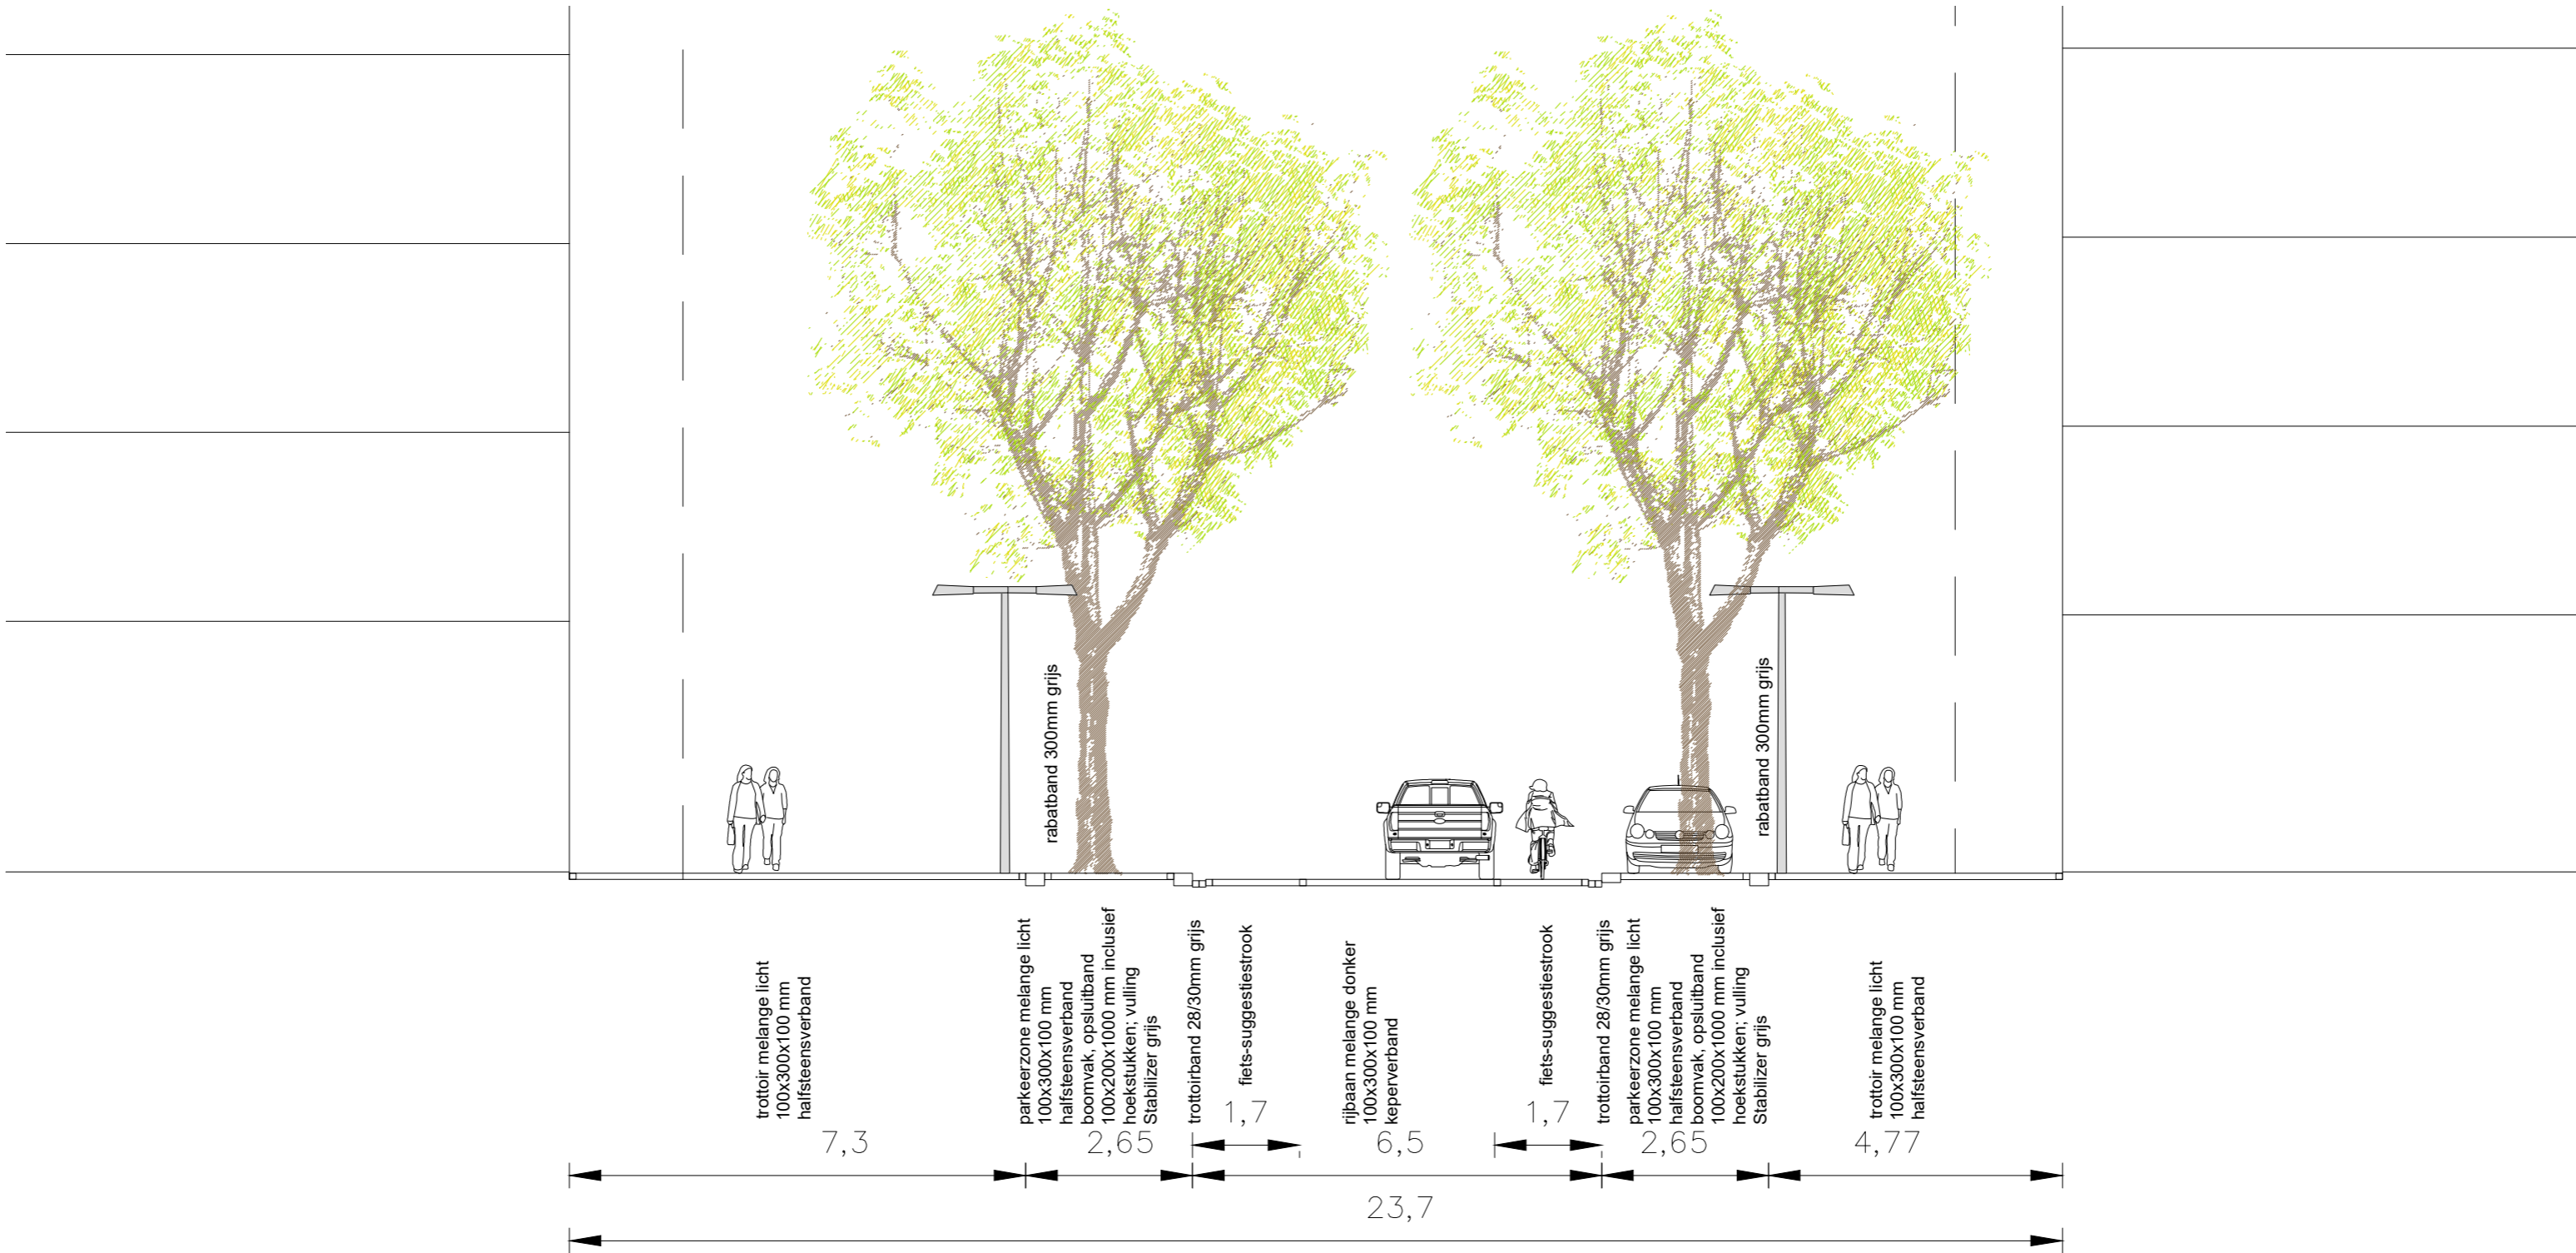 rabatband 300mm grijs
rabatband 300mm grijs
trottoir melange licht
100x300x100 mm
halfsteensverband
parkeerzone melange licht
100x300x100 mm
halfsteensverband
boomvak, opsluitband
100x200x1000 mm inclusief
hoekstukken; vulling
Stabilizer grijs
trottoirband 28/30mm grijs
fiets-suggestiestrook
rijbaan melange donker
100x300x100 mm
keperverband
fiets-suggestiestrook
trottoirband 28/30mm grijs
parkeerzone melange licht
100x300x100 mm
halfsteensverband
boomvak, opsluitband
100x200x1000 mm inclusief
hoekstukken; vulling
Stabilizer grijs
trottoir melange licht
100x300x100 mm
halfsteensverband
1,7
1,7
7,3
2,65
6,5
2,65
4,77
23,7